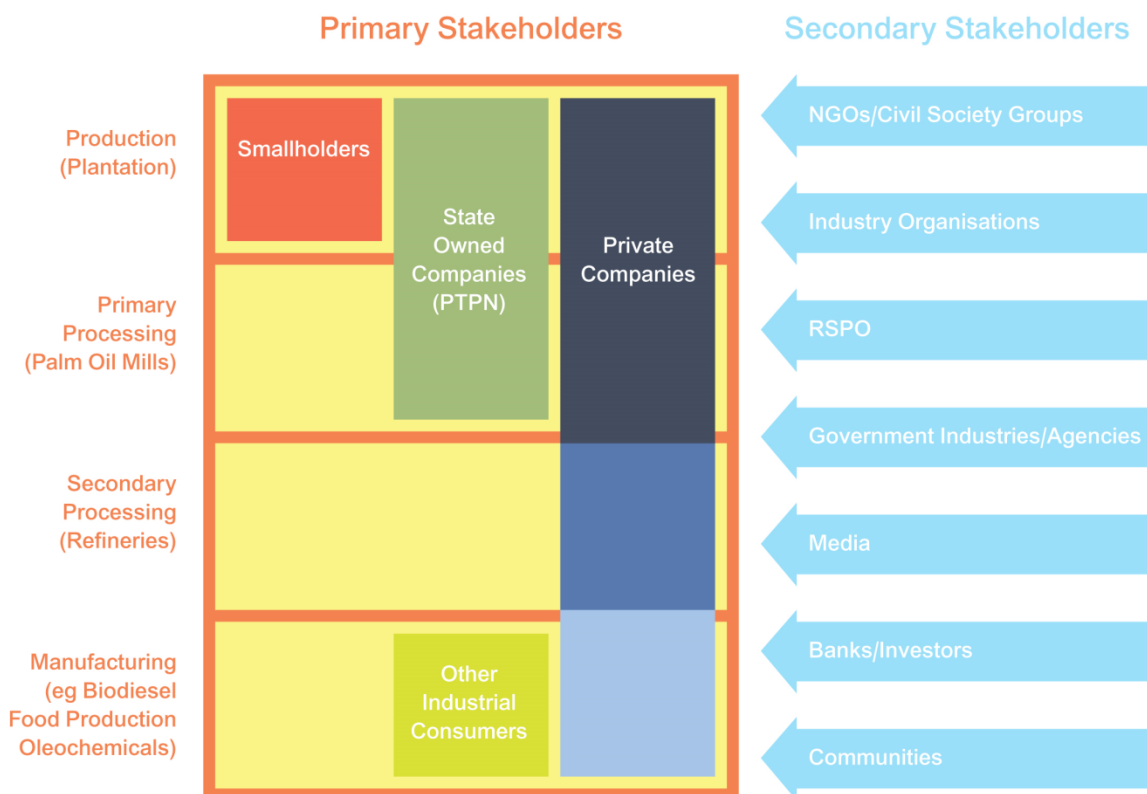 Primary Stakeholders
Secondary Stakeholders
Production
(Plantation)
Primary
Processing
(Palm Oil Mills)
Secondary
Processing
(Refineries)
Manufacturing
(eg Biodiesel
Food Production
Oleochemicals)
Smallholders
State
Owned
Companies
(PTPN)
Private
Companies
Other
Industrial
Consumers
NGOs/Civil Society Groups
Industry Organisations
RSPO
Government Industries/Agencies
Media
Banks/Investors
Communities